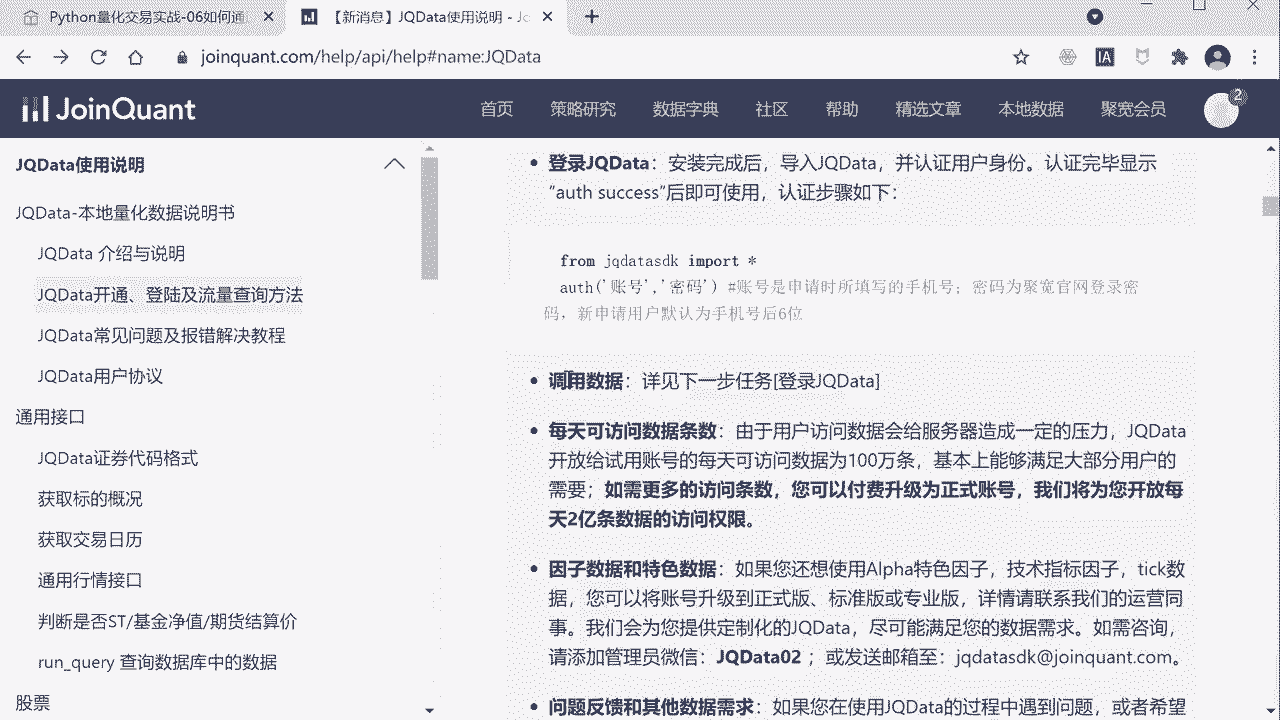 Python量化交易实战-06如何通
【新消息】JQData使用说明 - Jo
joinquant.com/help/api/help#name:JQData
IA
JoinQuant
首页
策略研究
数据字典
社区
帮助
精选文章
本地数据
聚宽会员
2
JQData使用说明
JQData-本地量化数据说明书
JQData 介绍与说明
JQData开通、登陆及流量查询方法
JQData常见问题及报错解决教程
JQData用户协议
通用接口
JQData证券代码格式
获取标的概况
获取交易日历
通用行情接口
判断是否ST/基金净值/期货结算价
run_query 查询数据库中的数据
股票
登录JQData：安装完成后，导入JQData，并认证用户身份。认证完毕显示
“auth success”后即可使用，认证步骤如下：
from jqdatasdk import *
auth('账号','密码') #账号是申请时所填写的手机号；密码为聚宽官网登录密
码，新申请用户默认为手机号后6位
调用数据：详见下一步任务[登录JQData]
每天可访问数据条数：由于用户访问数据会给服务器造成一定的压力，JQData
开放给试用账号的每天可访问数据为100万条，基本上能够满足大部分用户的
需要；如需更多的访问条数，您可以付费升级为正式账号，我们将为您开放每
天2亿条数据的访问权限。
因子数据和特色数据：如果您还想使用Alpha特色因子，技术指标因子，tick数
据，您可以将账号升级到正式版、标准版或专业版，详情请联系我们的运营同
事。我们会为您提供定制化的JQData，尽可能满足您的数据需求。如需咨询，
请添加管理员微信：JQData02 ；或发送邮箱至：jqdatasdk@joinquant.com。
问题反馈和其他数据需求：如果您在使用JQData的过程中遇到问题，或者希望